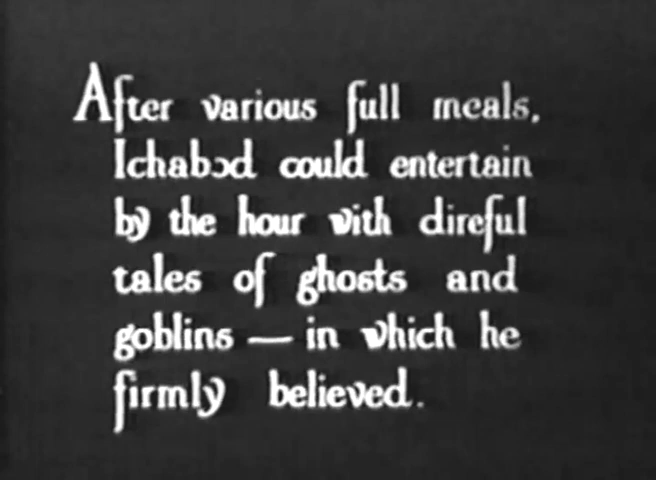 After various full meals,
Ichabod could entertain
by the hour with direful
tales of ghosts and
goblins — in which he
firmly believed.